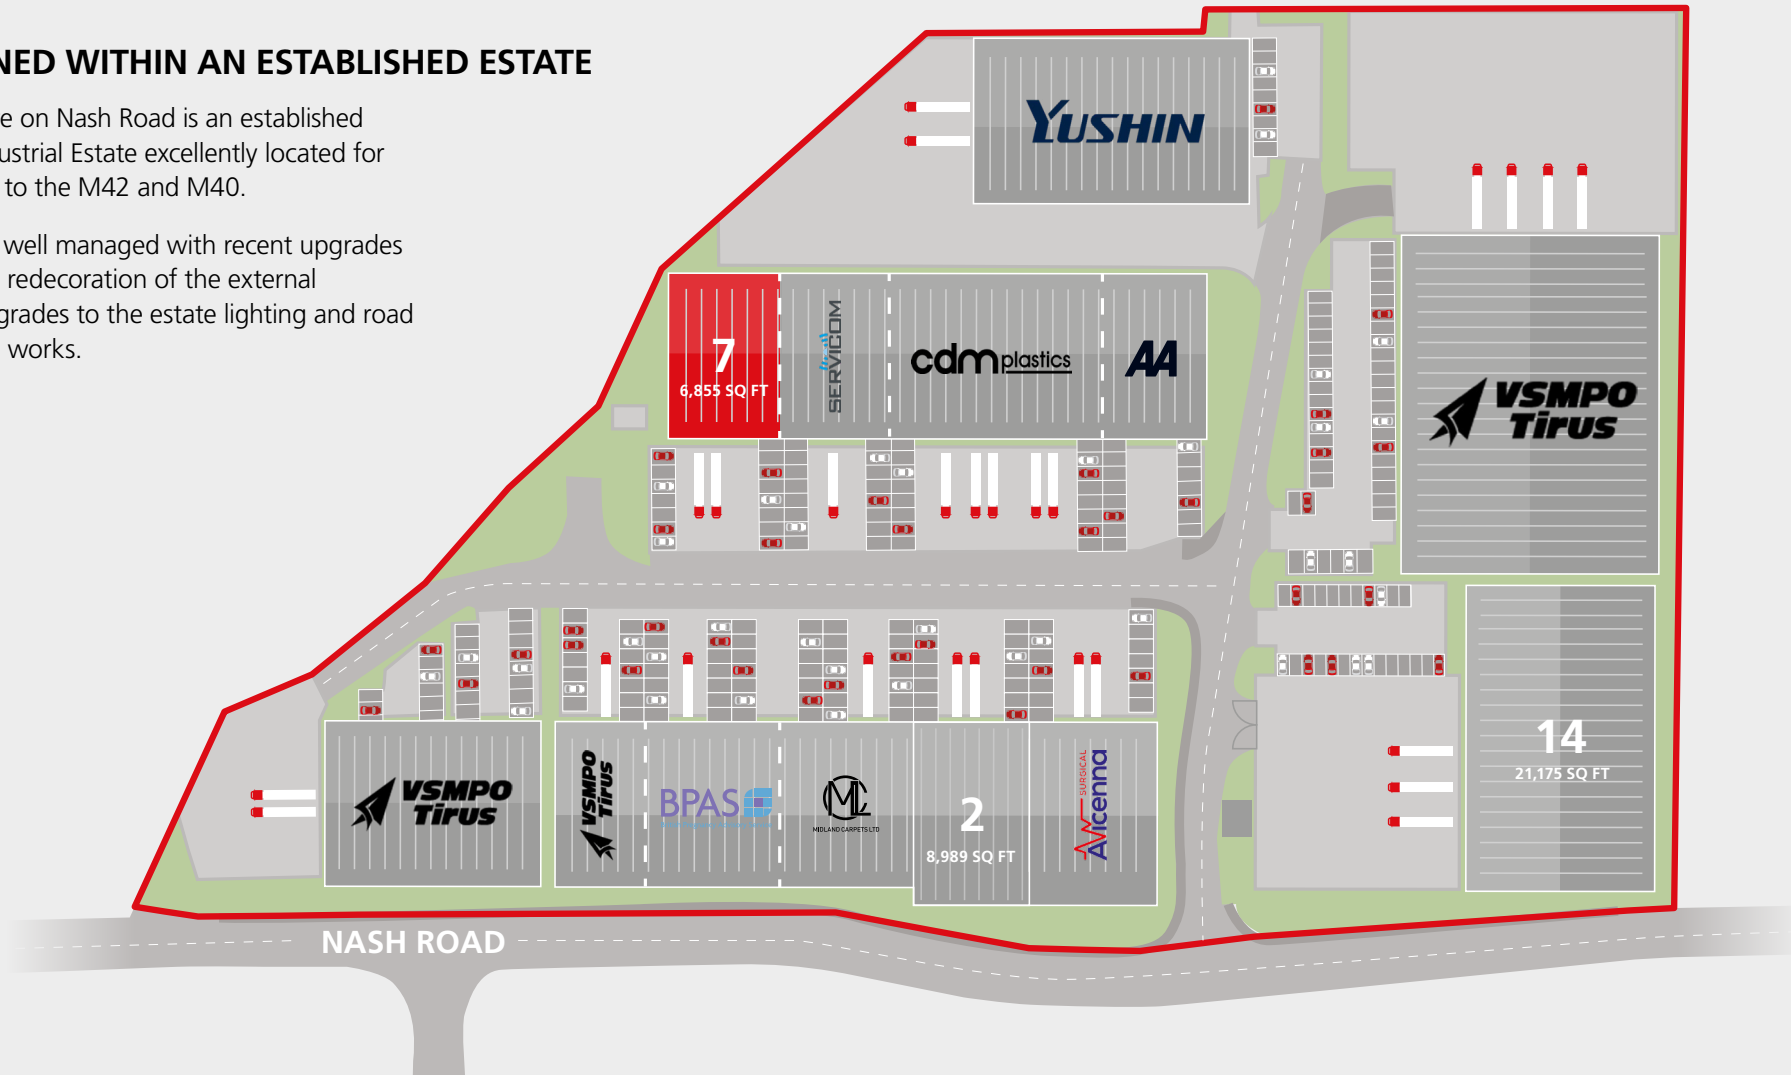 NED WITHIN AN ESTABLISHED ESTATE
e on Nash Road is an established
ustrial Estate excellently located for
to the M42 and M40.
well managed with recent upgrades
redecoration of the external
grades to the estate lighting and road
works.
YUSHIN
7
6,855 SQ FT
SERVICOM
cdm plastics
AA
VSMPO
Tirus
VSMPO
Tirus
VSMPO
Tirus
BPAS
MC
MIDLAND CARPETS LTD
2
8,989 SQ FT
Avicenna
SURGICAL
14
21,175 SQ FT
NASH ROAD